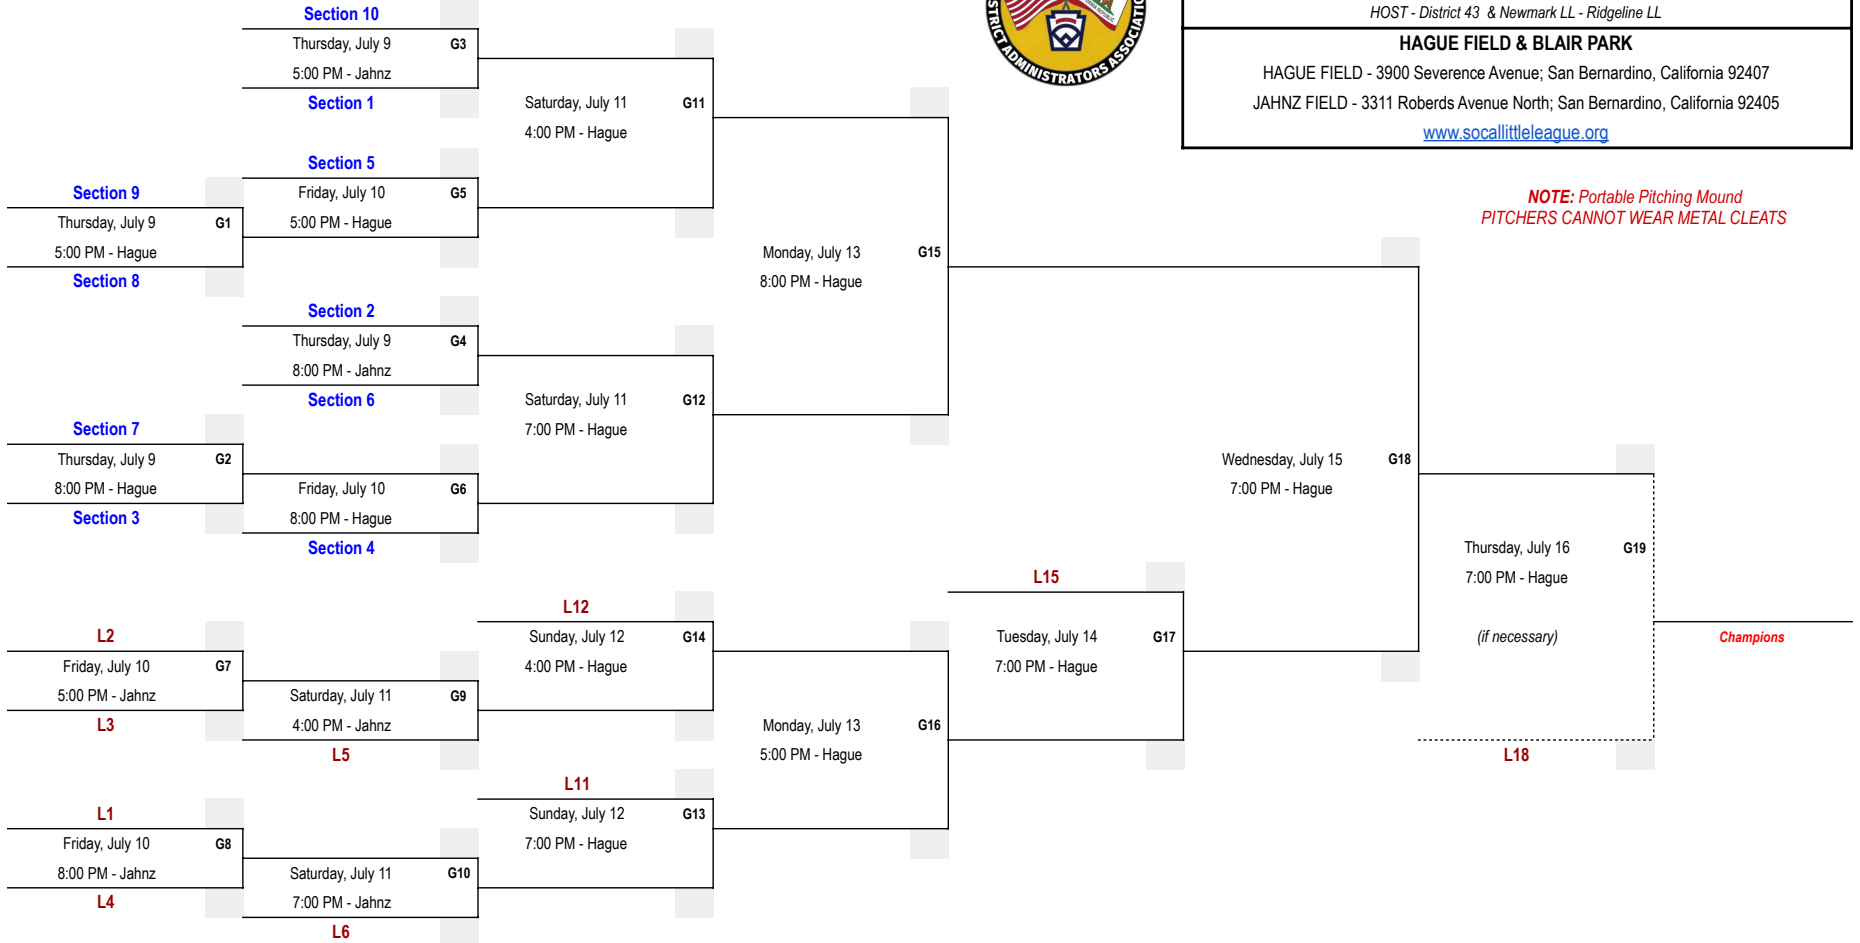 Section 10
Thursday, July 9 G3
5:00 PM - Jahnz
Section 1
Section 9
Thursday, July 9 G1
5:00 PM - Hague
Section 8
Section 5
Friday, July 10 G5
5:00 PM - Hague
Saturday, July 11 G11
4:00 PM - Hague
Section 2
Thursday, July 9 G4
8:00 PM - Jahnz
Section 6
Section 7
Thursday, July 9 G2
8:00 PM - Hague
Section 3
Friday, July 10 G6
8:00 PM - Hague
Section 4
Saturday, July 11 G12
7:00 PM - Hague
Monday, July 13 G15
8:00 PM - Hague
L2
Friday, July 10 G7
5:00 PM - Jahnz
L3
Saturday, July 11 G9
4:00 PM - Jahnz
L5
L12
Sunday, July 12 G14
4:00 PM - Hague
L1
Friday, July 10 G8
8:00 PM - Jahnz
L4
Saturday, July 11 G10
7:00 PM - Jahnz
L6
L11
Sunday, July 12 G13
7:00 PM - Hague
Monday, July 13 G16
5:00 PM - Hague
L15
Tuesday, July 14 G17
7:00 PM - Hague
Wednesday, July 15 G18
7:00 PM - Hague
Thursday, July 16 G19
7:00 PM - Hague
(if necessary)
L18
Champions
ADMINISTRATORS
HOST - District 43 & Newmark LL - Ridgeline LL
HAGUE FIELD & BLAIR PARK
HAGUE FIELD - 3900 Severence Avenue; San Bernardino, California 92407
JAHNZ FIELD - 3311 Roberds Avenue North; San Bernardino, California 92405
www.socallittleleague.org
NOTE: Portable Pitching Mound
PITCHERS CANNOT WEAR METAL CLEATS